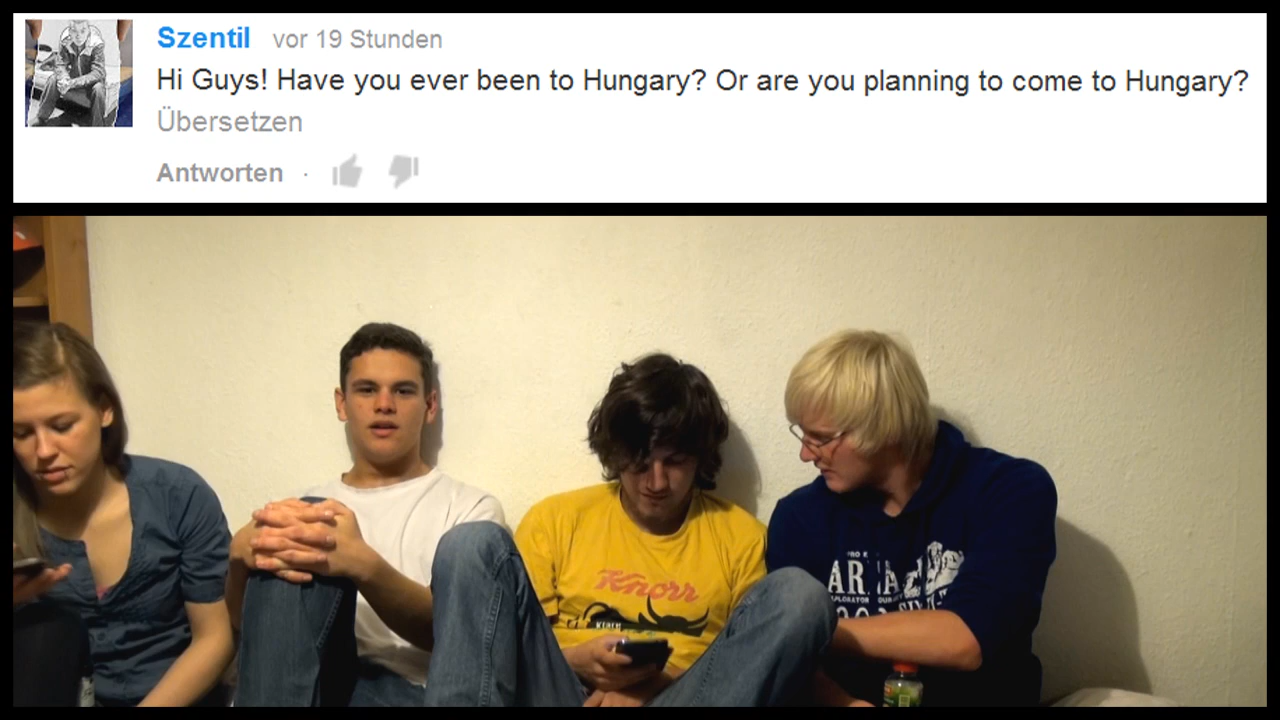 Szentil vor 19 Stunden
Hi Guys! Have you ever been to Hungary? Or are you planning to come to Hungary?
Übersetzen
Antworten ·
Knorr